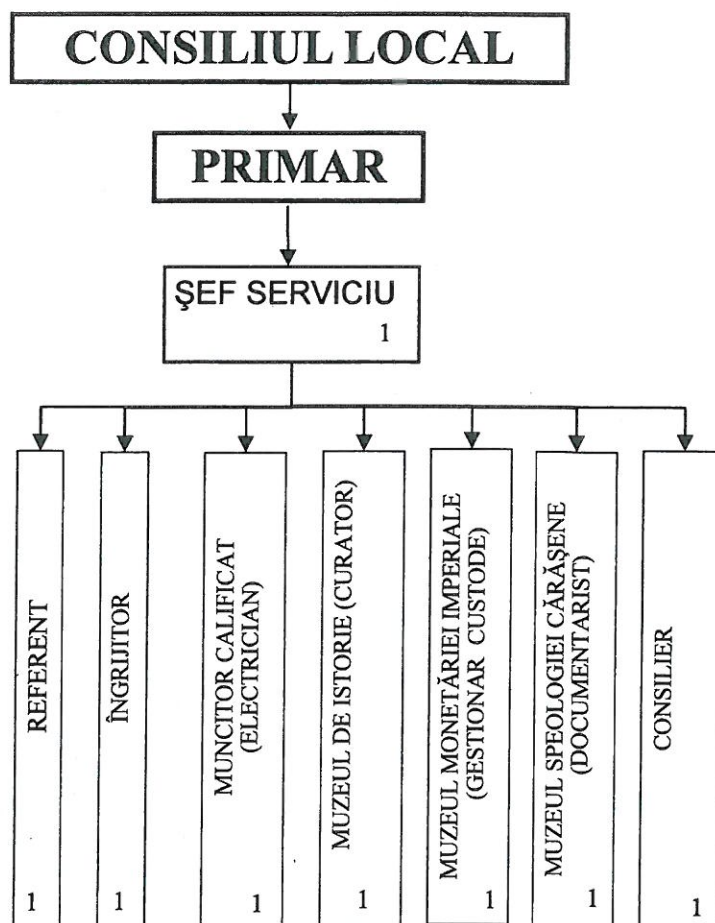 CONSILIUL LOCAL
PRIMAR
ŞEF SERVICIU
1
REFERENT
1
ÎNGRIJITOR
1
MUNCITOR CALIFICAT
(ELECTRICIAN)
1
MUZEUL DE ISTORIE (CURATOR)
1
MUZEUL MONETĂRIEI IMPERIALE
(GESTIONAR CUSTODE)
1
MUZEUL SPEOLOGIEI CĂRĂŞENE
(DOCUMENTARIST)
1
CONSILIER
1